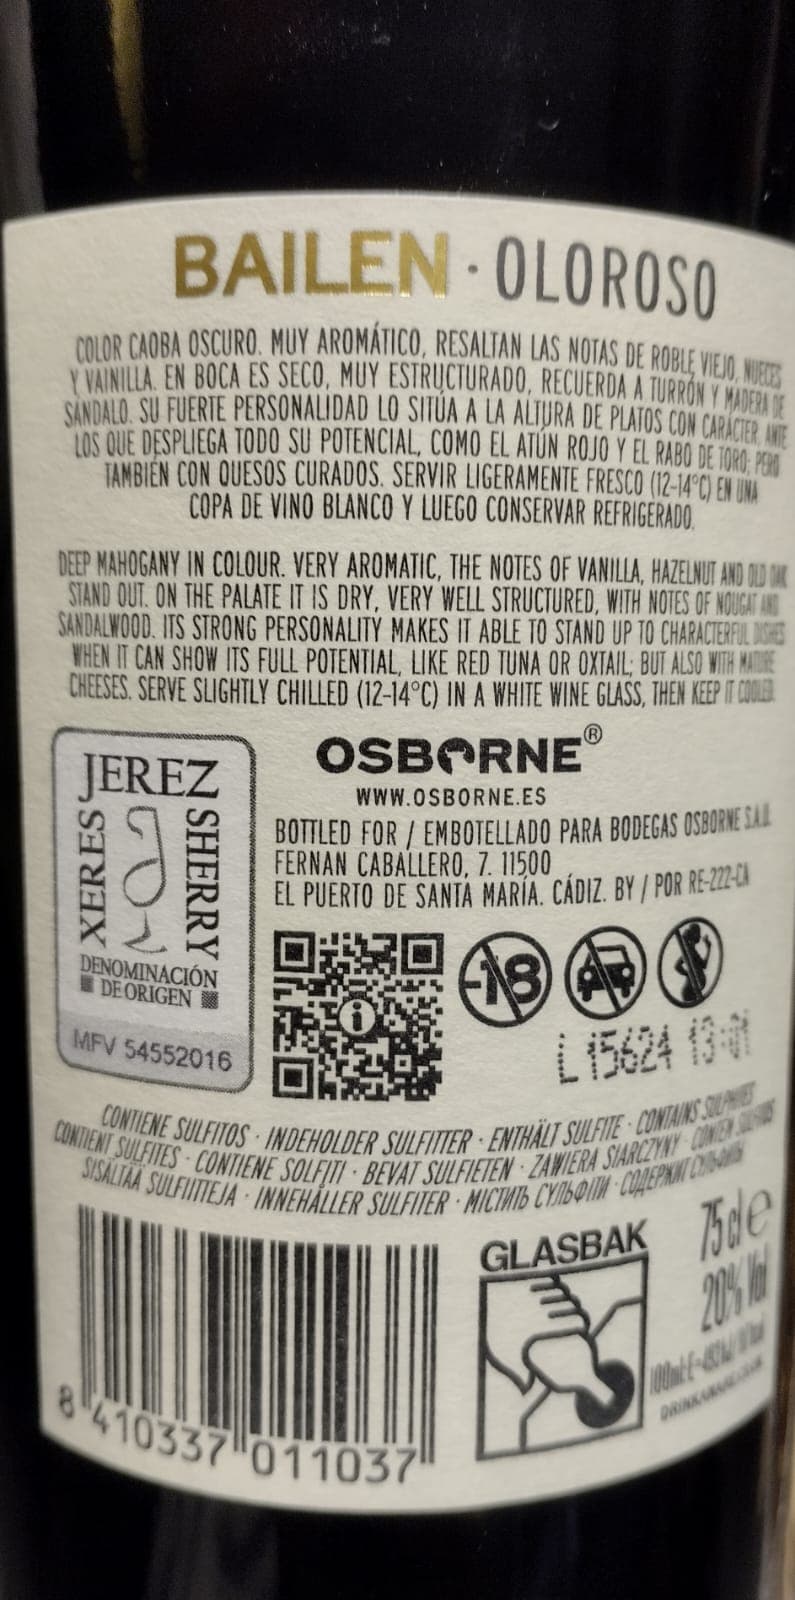 BAILEN · OLOROSO
COLOR CAOBA OSCURO. MUY AROMÁTICO, RESALTAN LAS NOTAS DE ROBLE VIEJO, NUECES
Y VAINILLA. EN BOCA ES SECO, MUY ESTRUCTURADO, RECUERDA A TURRÓN Y MADERA DE
SÁNDALO. SU FUERTE PERSONALIDAD LO SITÚA A LA ALTURA DE PLATOS CON CARÁCTER, ANTE
LOS QUE DESPLIEGA TODO SU POTENCIAL, COMO EL ATÚN ROJO Y EL RABO DE TORO; PERO
TAMBIÉN CON QUESOS CURADOS. SERVIR LIGERAMENTE FRESCO (12-14°C) EN UNA
COPA DE VINO BLANCO Y LUEGO CONSERVAR REFRIGERADO.
DEEP MAHOGANY IN COLOUR. VERY AROMATIC, THE NOTES OF VANILLA, HAZELNUT AND OLD OAK
STAND OUT. ON THE PALATE IT IS DRY, VERY WELL STRUCTURED, WITH NOTES OF NOUGAT AND
SANDALWOOD. ITS STRONG PERSONALITY MAKES IT ABLE TO STAND UP TO CHARACTERFUL DISHES
WHEN IT CAN SHOW ITS FULL POTENTIAL, LIKE RED TUNA OR OXTAIL; BUT ALSO WITH MATURE
CHEESES. SERVE SLIGHTLY CHILLED (12-14°C) IN A WHITE WINE GLASS, THEN KEEP IT COOLED.
JEREZ
XERES
SHERRY
DENOMINACIÓN
DE ORIGEN
MFV 54552016
OSBORNE®
WWW.OSBORNE.ES
BOTTLED FOR / EMBOTELLADO PARA BODEGAS OSBORNE S.A.U.
FERNAN CABALLERO, 7. 11500
EL PUERTO DE SANTA MARÍA. CÁDIZ. BY / POR RE-222-CA
-18
L 15624 13:01
CONTIENE SULFITOS · INDEHOLDER SULFITTER · ENTHÄLT SULFITE · CONTAINS SULPHITES
CONTIENT SULFITES · CONTIENE SOLFITI · BEVAT SULFIETEN · ZAWIERA SIARCZYNY · CONTÉM SULFITOS
SISÄLTÄÄ SULFIITTEJA · INNEHÅLLER SULFITER · МІСТИТЬ СУЛЬФІТИ · СОДЕРЖИТ СУЛЬФИТЫ
GLASBAK
75 cl e
20% Vol
8 410337 011037